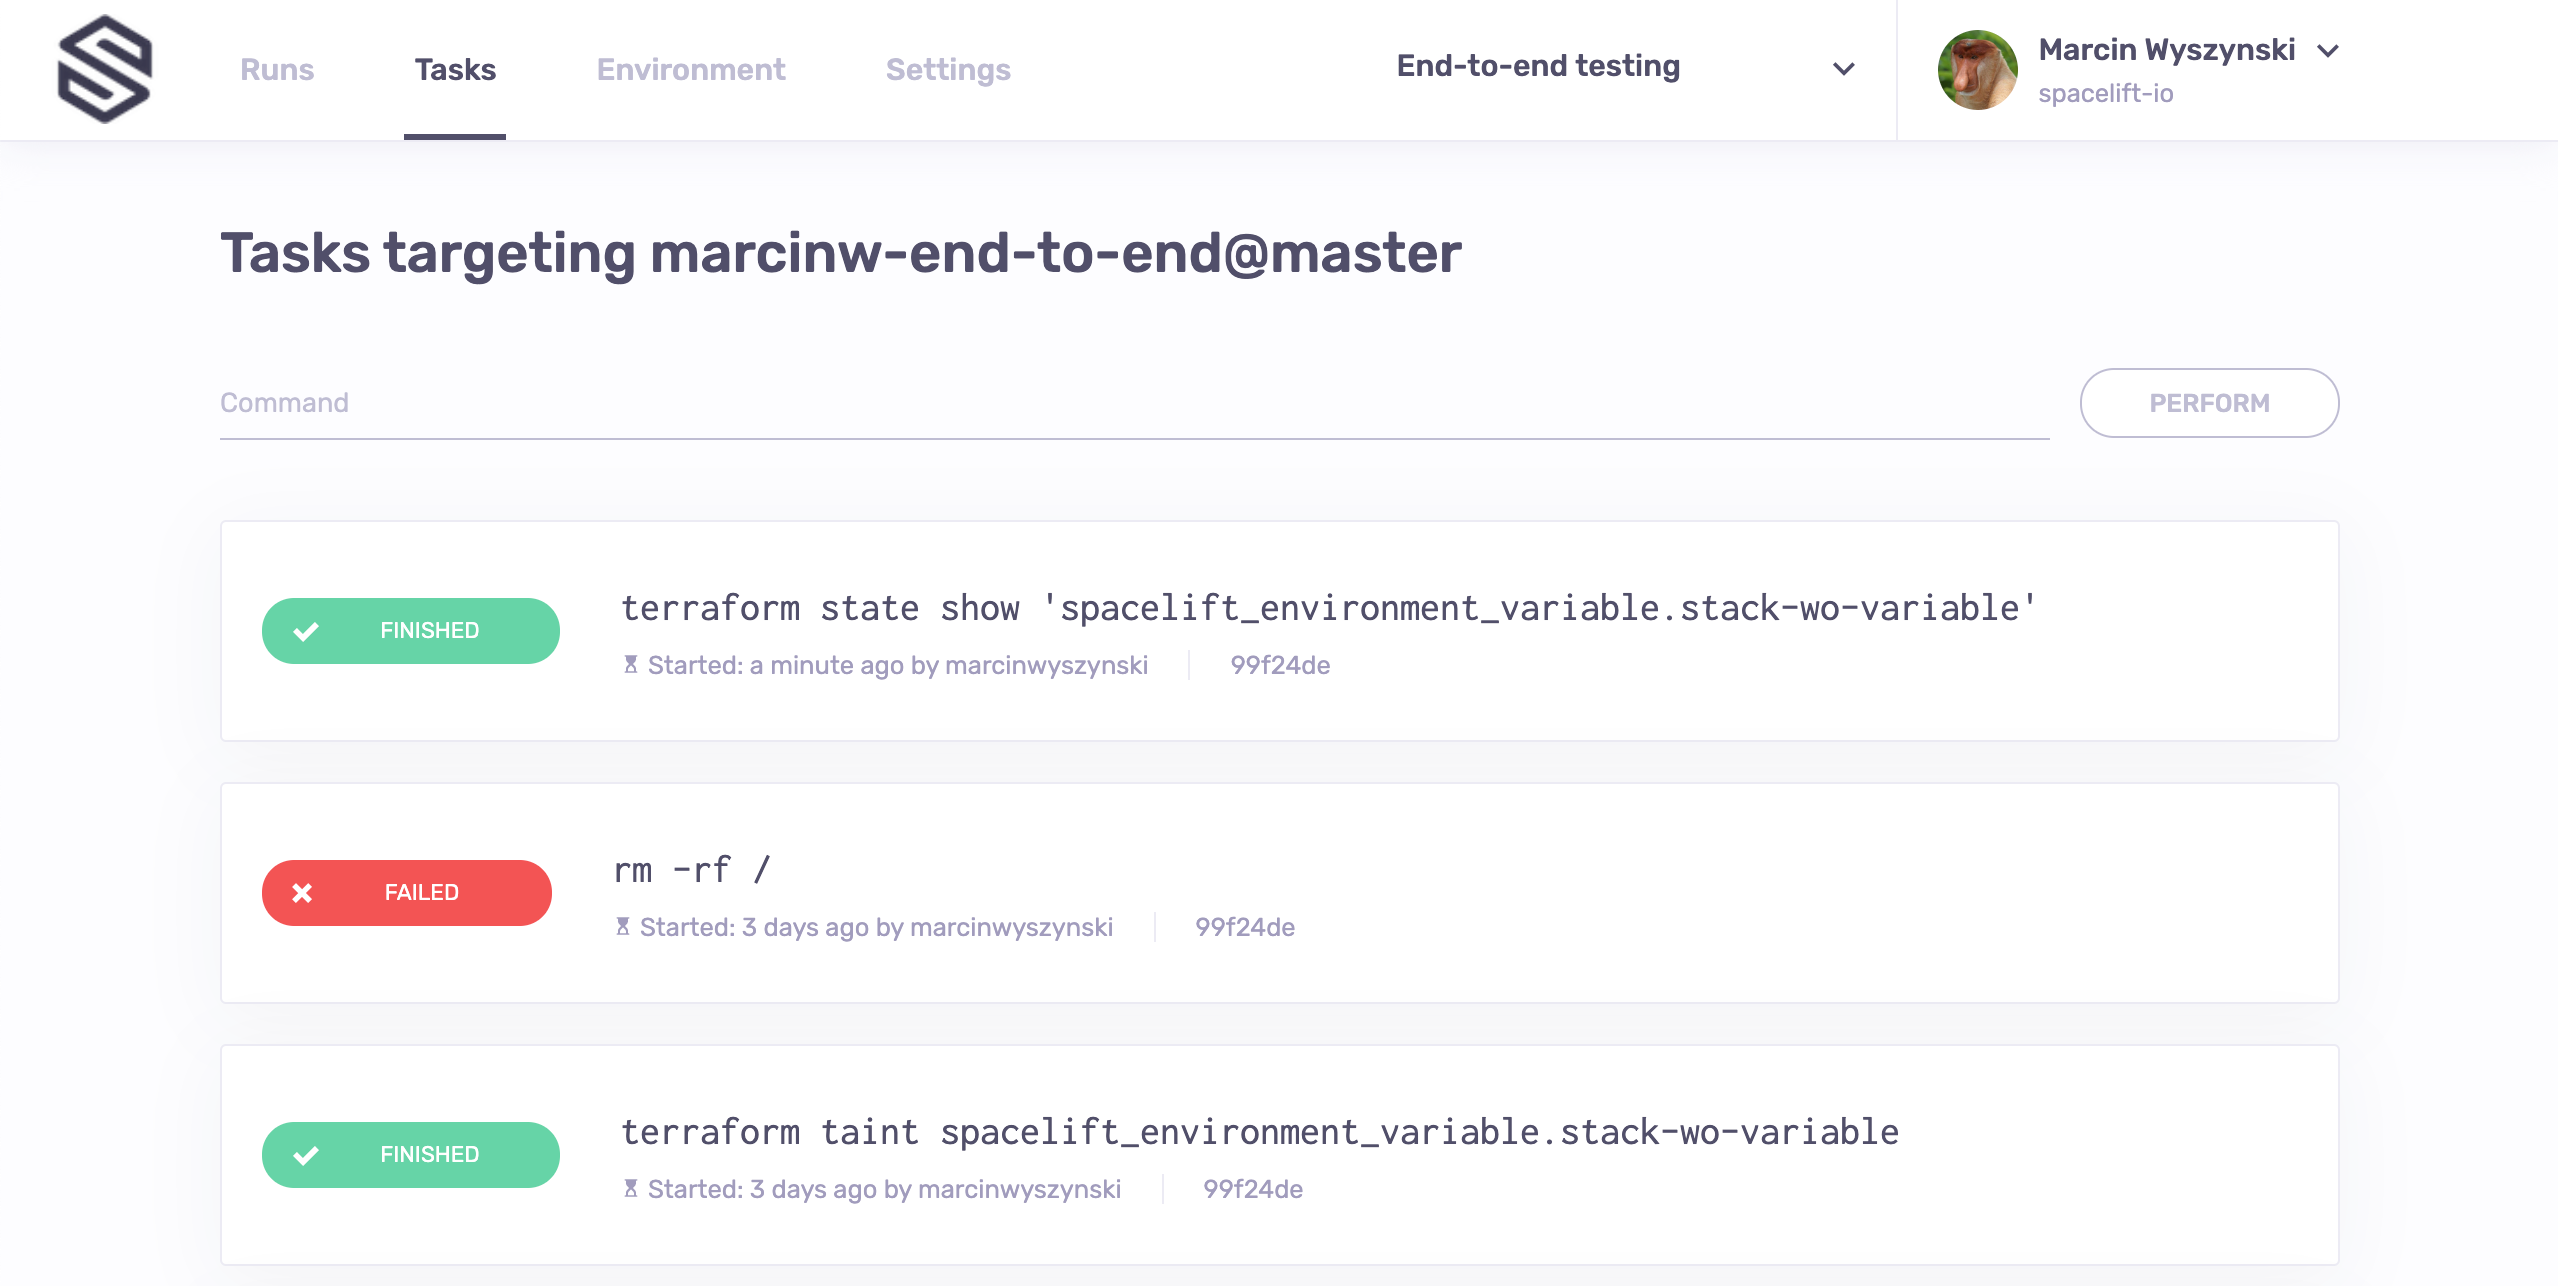 Runs
Tasks
Environment
Settings
End-to-end testing
Marcin Wyszynski
spacelift-io
Tasks targeting marcinw-end-to-end@master
Command
PERFORM
FINISHED
terraform state show 'spacelift_environment_variable.stack-wo-variable'
Started: a minute ago by marcinwyszynski
99f24de
FAILED
rm -rf /
Started: 3 days ago by marcinwyszynski
99f24de
FINISHED
terraform taint spacelift_environment_variable.stack-wo-variable
Started: 3 days ago by marcinwyszynski
99f24de